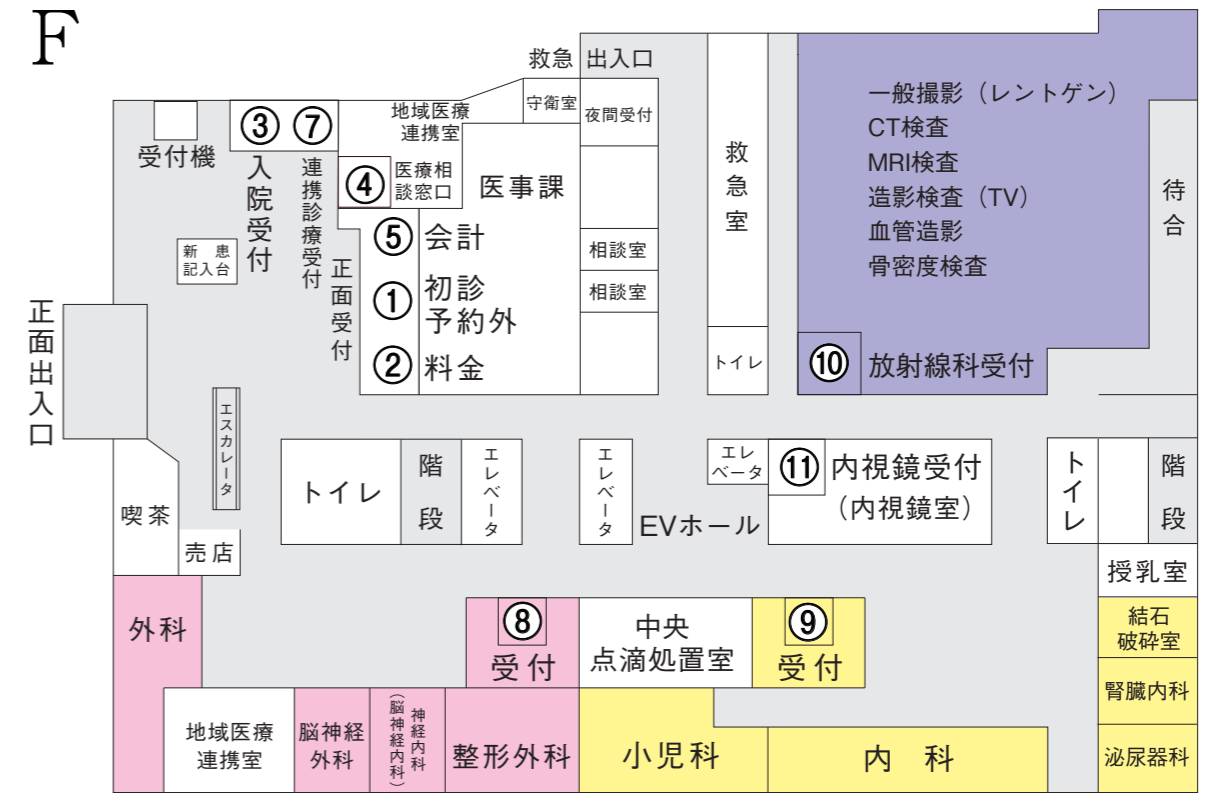 F
救急
出入口
守衛室
夜間受付
地域医療
連携室
受付機
③
⑦
入院受付
連携診療受付
④
医療相
談窓口
医事課
新患
記入台
⑤
会計
①
初診
予約外
②
料金
正面受付
相談室
相談室
救急室
トイレ
一般撮影（レントゲン）
CT検査
MRI検査
造影検査（TV）
血管造影
骨密度検査
待合
⑩
放射線科受付
正面出入口
エスカレータ
喫茶
売店
トイレ
階段
エレベータ
エレベータ
EVホール
エレ
ベータ
⑪
内視鏡受付
（内視鏡室）
トイレ
階段
授乳室
外科
⑧
受付
中央
点滴処置室
⑨
受付
結石
破砕室
腎臓内科
泌尿器科
地域医療
連携室
脳神経
外科
神経内科
（脳神経内科）
整形外科
小児科
内科